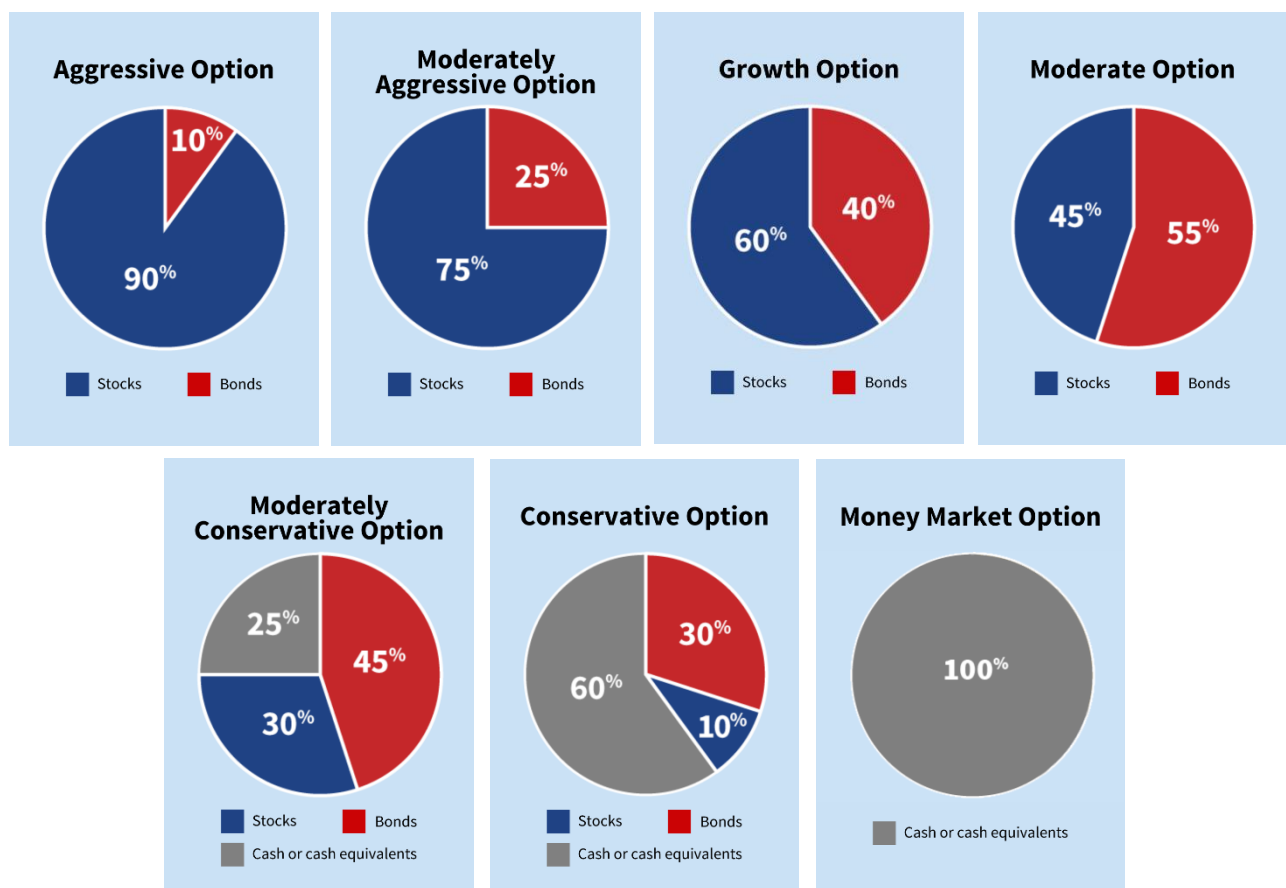 Aggressive Option
10%
90%
Stocks
Bonds
Moderately
Aggressive Option
25%
75%
Stocks
Bonds
Growth Option
40%
60%
Stocks
Bonds
Moderate Option
45%
55%
Stocks
Bonds
Moderately
Conservative Option
25%
45%
30%
Stocks
Bonds
Cash or cash equivalents
Conservative Option
30%
60%
10%
Stocks
Bonds
Cash or cash equivalents
Money Market Option
100%
Cash or cash equivalents